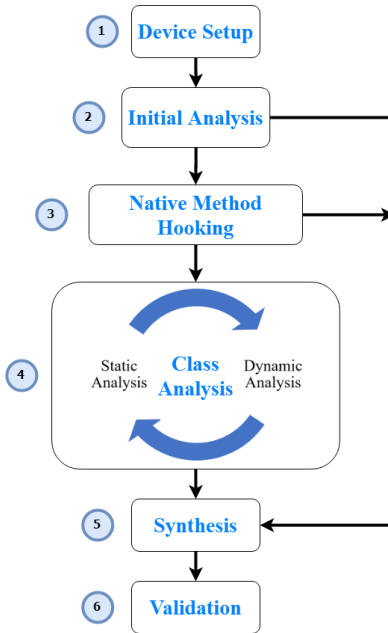 1
Device Setup
2
Initial Analysis
3
Native Method
Hooking
4
Static
Analysis
Class
Analysis
Dynamic
Analysis
5
Synthesis
6
Validation